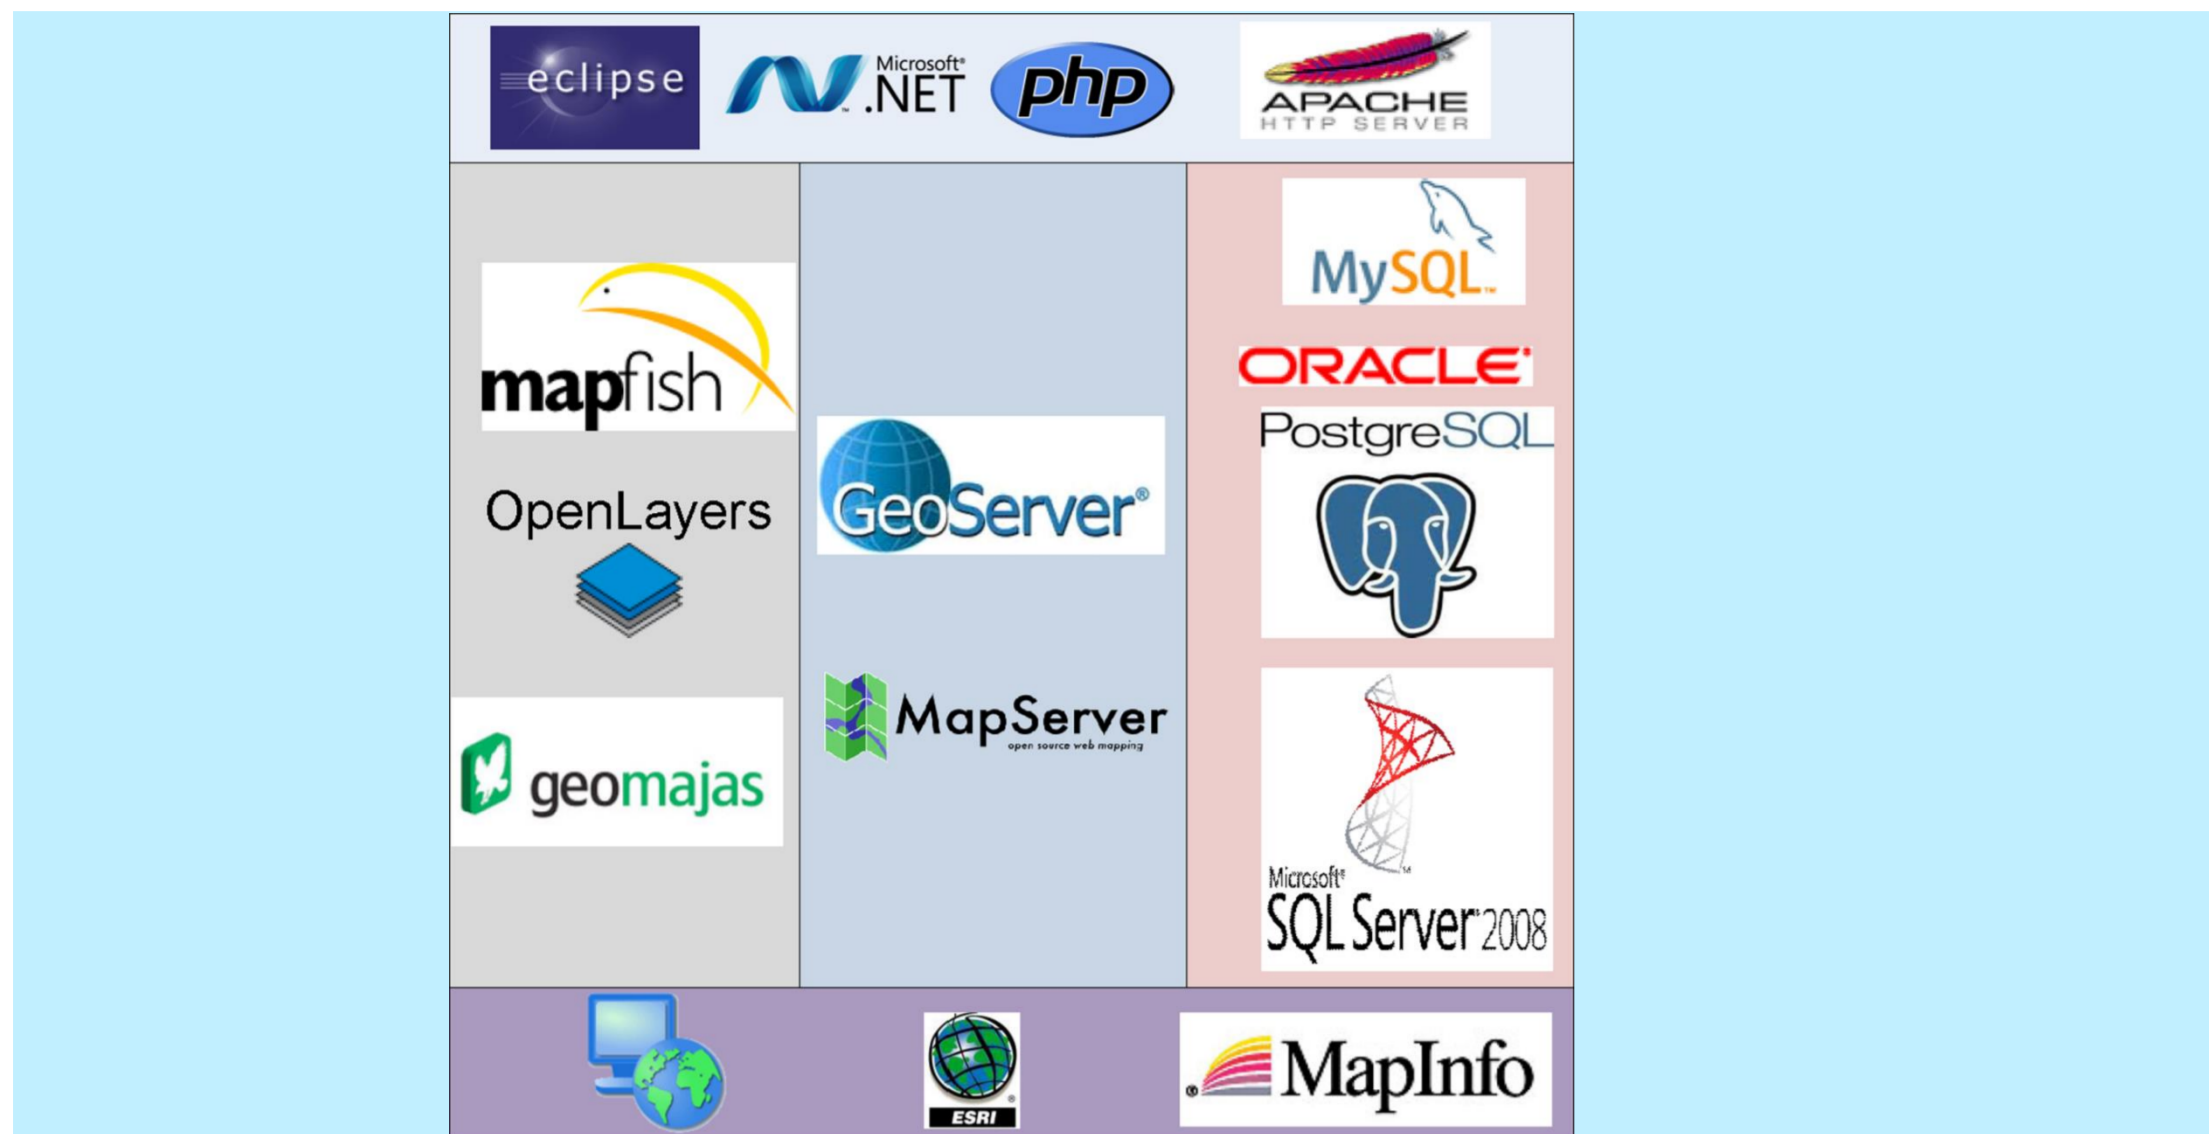 eclipse
Microsoft®
.NET
php
APACHE
HTTP SERVER
mapfish
OpenLayers
geomajas
GeoServer®
MapServer
open source web mapping
MySQL™
ORACLE®
PostgreSQL
Microsoft®
SQL Server®2008
ESRI
® MapInfo